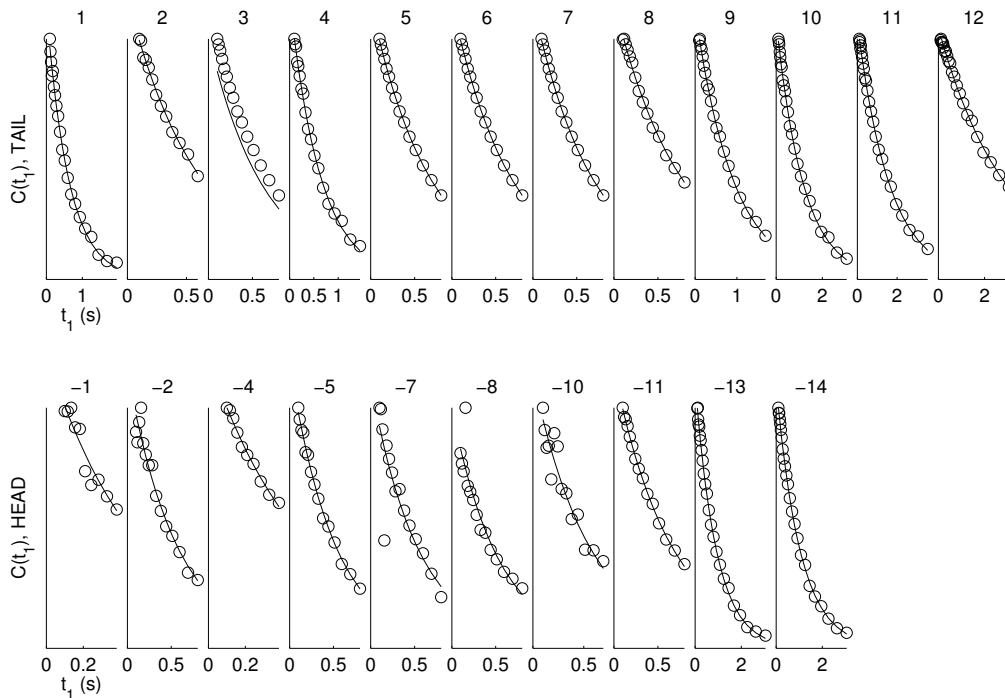 1 2 3 4 5 6 7 8 9 10 11 12
C(t1), TAIL
0 1 0 0.5 0 0.5 0 0.5 1 0 0.5 0 0.5 0 0.5 0 0.5 0 1 0 2 0 2 0 2
t1 (s)
−1 −2 −4 −5 −7 −8 −10 −11 −13 −14
C(t1), HEAD
0 0.2 0 0.5 0 0.2 0 0.5 0 0.5 0 0.5 0 0.5 0 0.5 0 2 0 2
t1 (s)